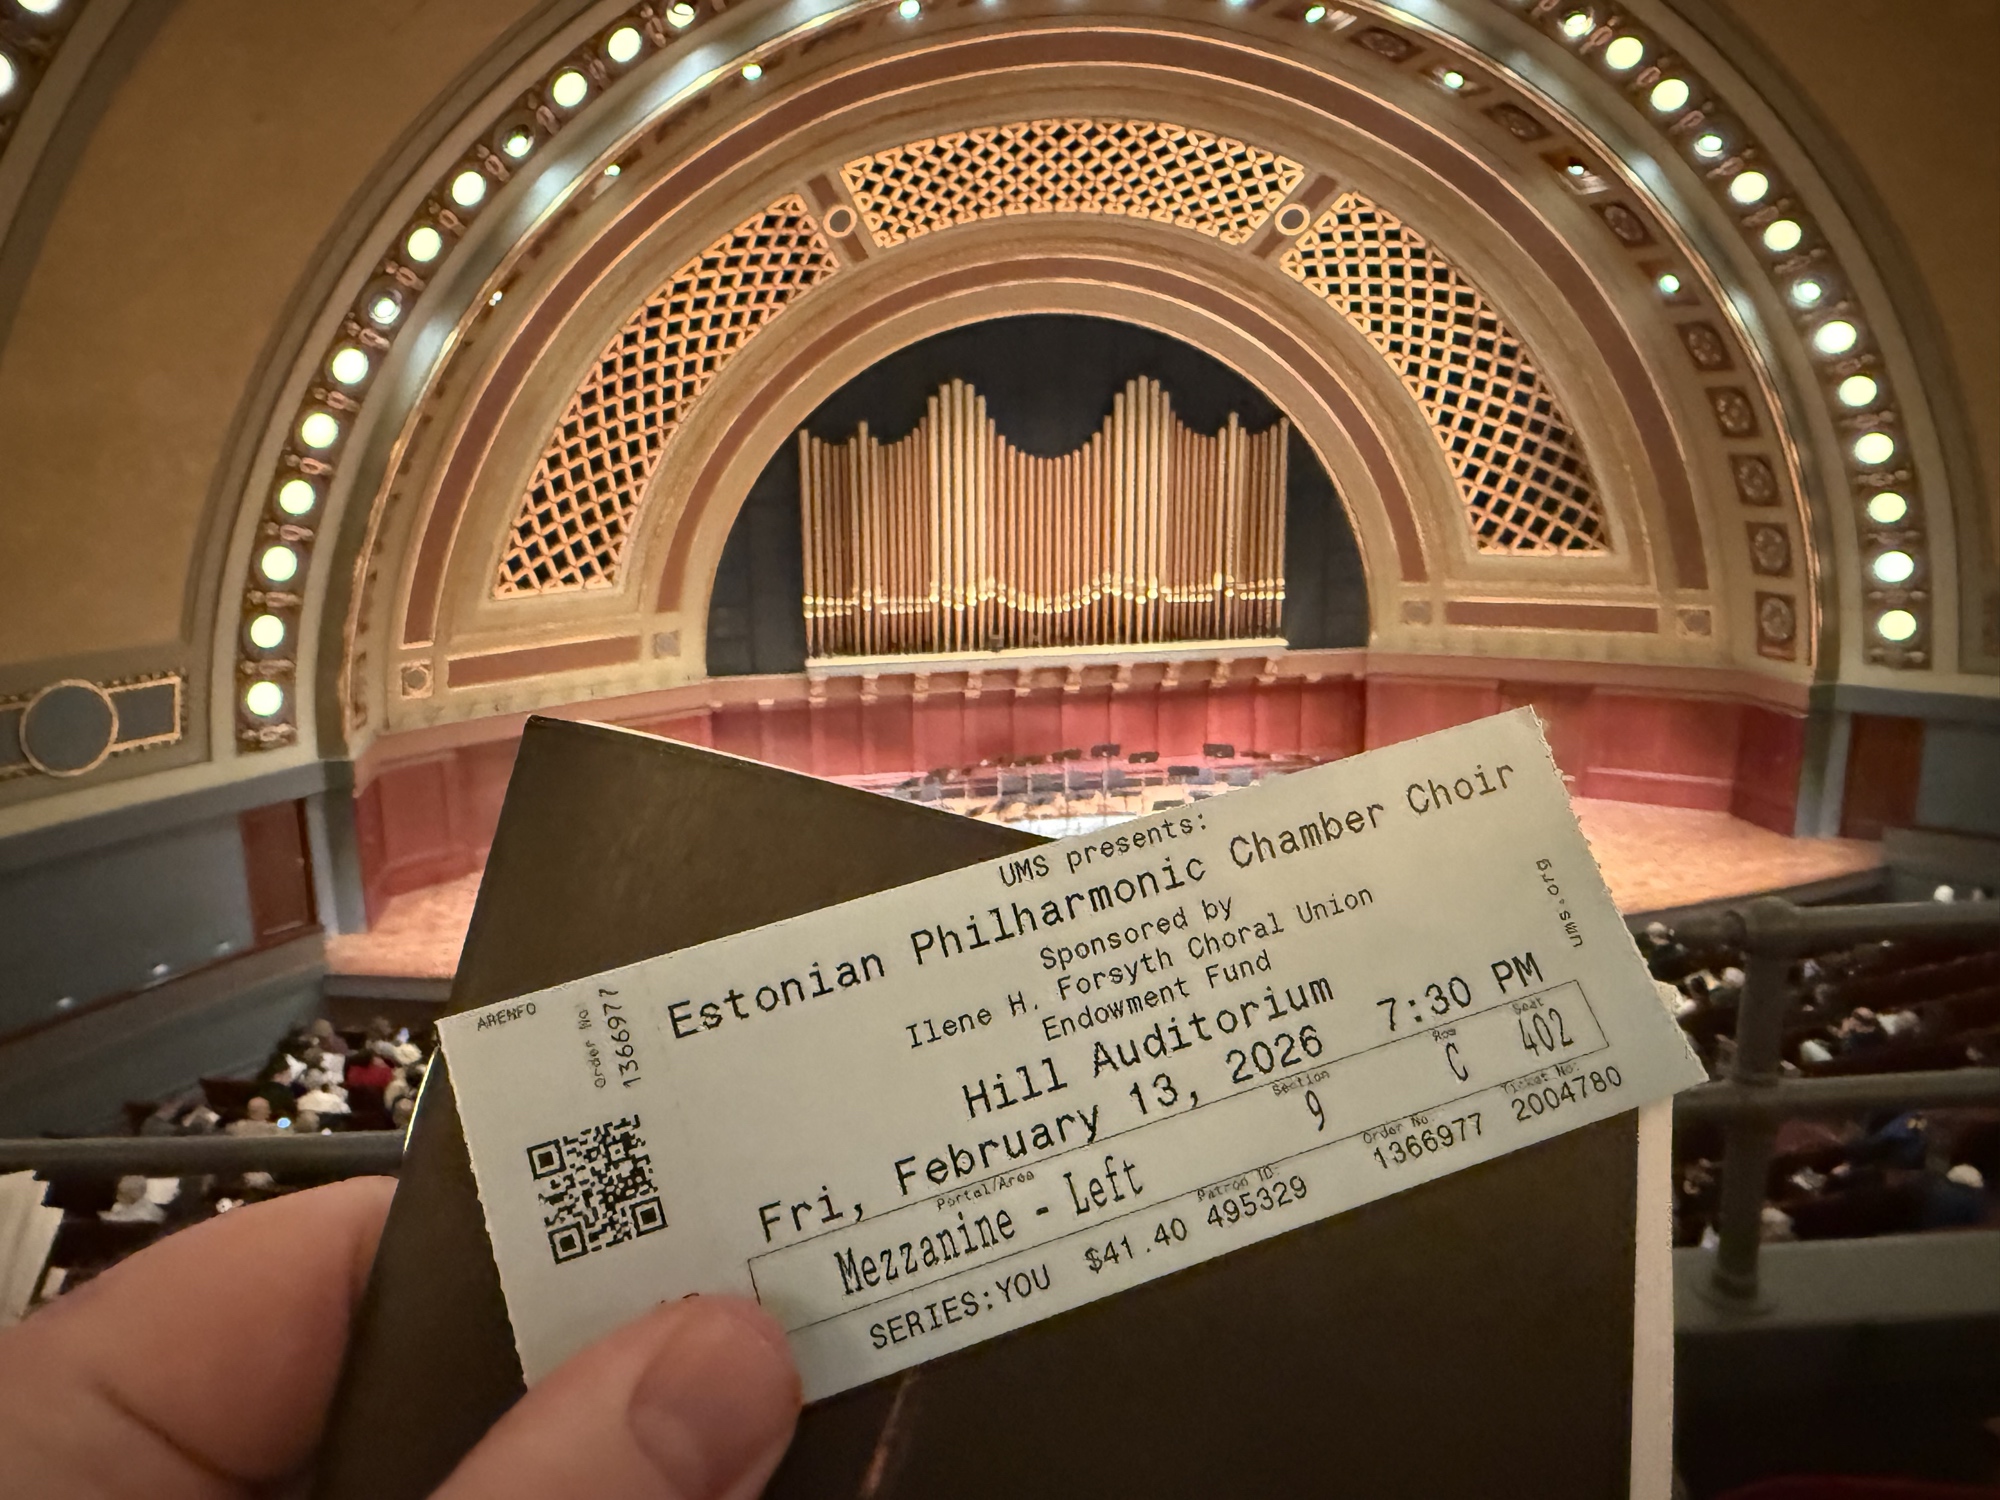 UMS presents:
Estonian Philharmonic Chamber Choir
Sponsored by
Ilene H. Forsyth Choral Union
Endowment Fund
Hill Auditorium
Fri, February 13, 2026 7:30 PM
Portal/Area Section Row Seat
Mezzanine - Left 9 C 402
Patron ID: Order No: Ticket No:
SERIES:YOU $41.40 495329 1366977 2004780
ARENFO
Order No:
1366977
ums.org